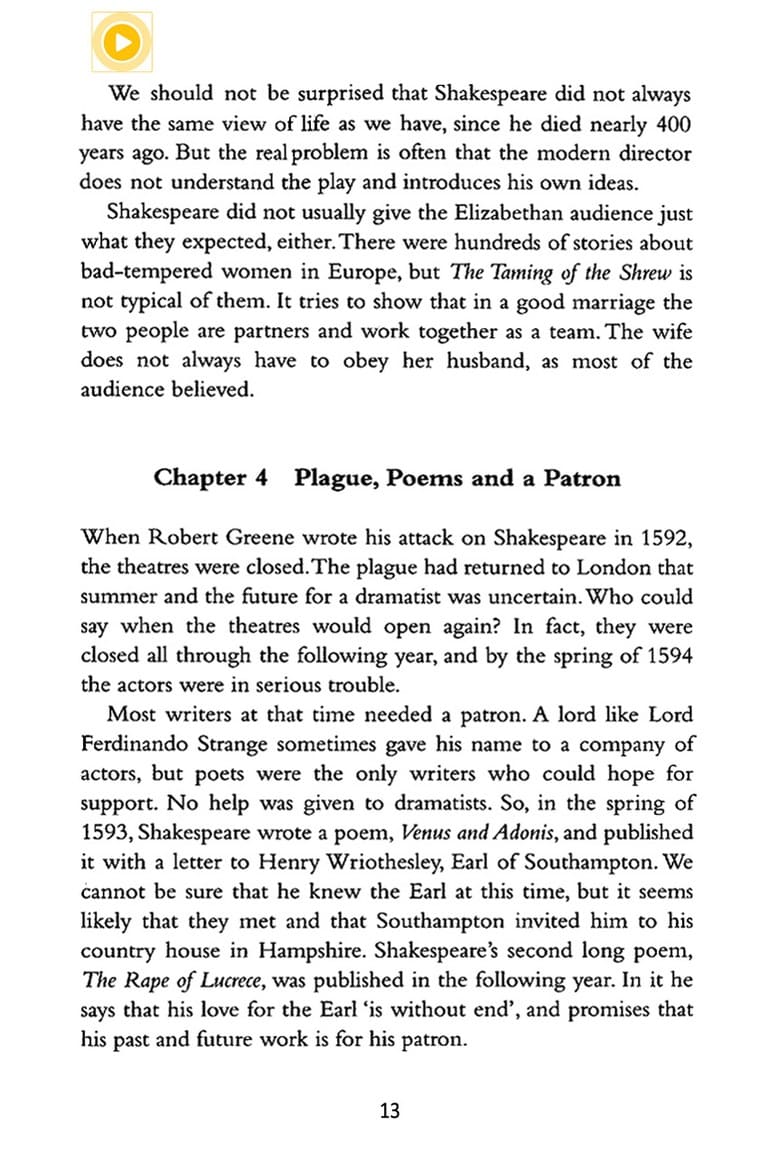 We should not be surprised that Shakespeare did not always
have the same view of life as we have, since he died nearly 400
years ago. But the real problem is often that the modern director
does not understand the play and introduces his own ideas.
Shakespeare did not usually give the Elizabethan audience just
what they expected, either. There were hundreds of stories about
bad-tempered women in Europe, but The Taming of the Shrew is
not typical of them. It tries to show that in a good marriage the
two people are partners and work together as a team. The wife
does not always have to obey her husband, as most of the
audience believed.
Chapter 4 Plague, Poems and a Patron
When Robert Greene wrote his attack on Shakespeare in 1592,
the theatres were closed. The plague had returned to London that
summer and the future for a dramatist was uncertain. Who could
say when the theatres would open again? In fact, they were
closed all through the following year, and by the spring of 1594
the actors were in serious trouble.
Most writers at that time needed a patron. A lord like Lord
Ferdinando Strange sometimes gave his name to a company of
actors, but poets were the only writers who could hope for
support. No help was given to dramatists. So, in the spring of
1593, Shakespeare wrote a poem, Venus and Adonis, and published
it with a letter to Henry Wriothesley, Earl of Southampton. We
cannot be sure that he knew the Earl at this time, but it seems
likely that they met and that Southampton invited him to his
country house in Hampshire. Shakespeare's second long poem,
The Rape of Lucrece, was published in the following year. In it he
says that his love for the Earl 'is without end', and promises that
his past and future work is for his patron.
13